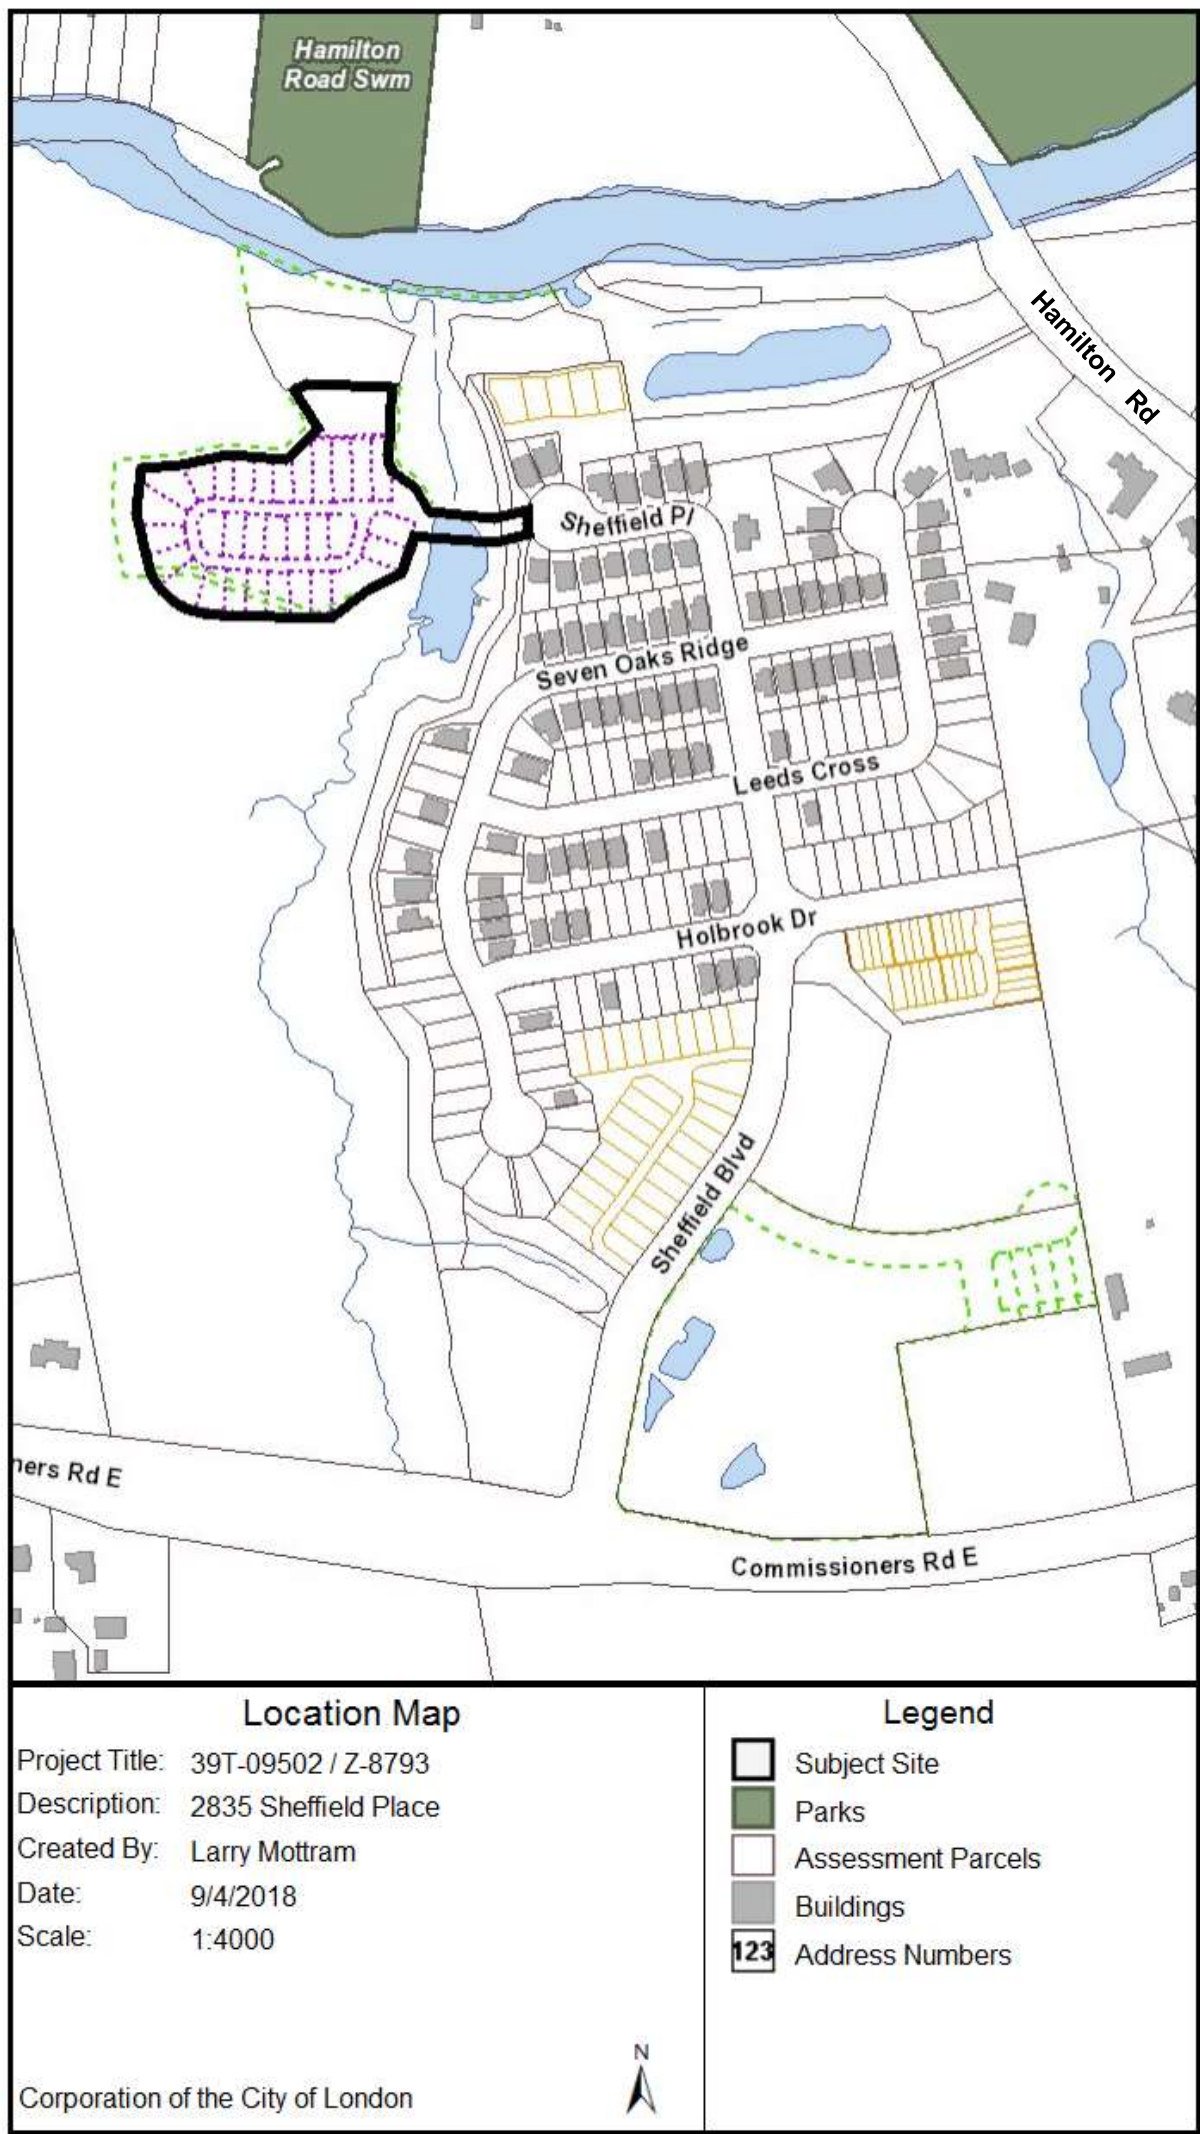 Hamilton
Road Swm
Hamilton Rd
Sheffield Pl
Seven Oaks Ridge
Leeds Cross
Holbrook Dr
Sheffield Blvd
ners Rd E
Commissioners Rd E
Location Map
Project Title: 39T-09502 / Z-8793
Description: 2835 Sheffield Place
Created By: Larry Mottram
Date: 9/4/2018
Scale: 1:4000
N
Corporation of the City of London
Legend
Subject Site
Parks
Assessment Parcels
Buildings
123 Address Numbers